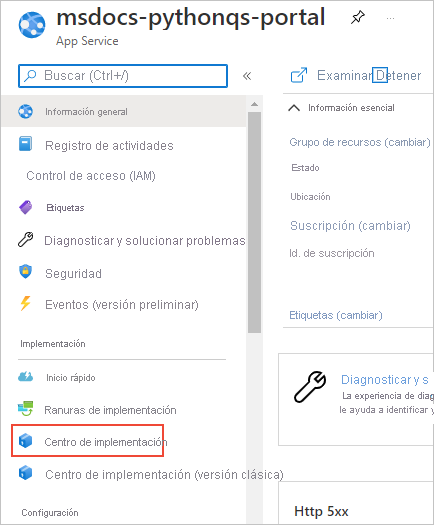 msdocs-pythonqs-portal
App Service
Buscar (Ctrl+/)
Información general
Registro de actividades
Control de acceso (IAM)
Etiquetas
Diagnosticar y solucionar problemas
Seguridad
Eventos (versión preliminar)
Implementación
Inicio rápido
Ranuras de implementación
Centro de implementación
Centro de implementación (versión clásica)
Configuración
Examinar Detener
Información esencial
Grupo de recursos (cambiar)
Estado
Ubicación
Suscripción (cambiar)
Id. de suscripción
Etiquetas (cambiar)
Diagnosticar y s
La experiencia de diag
le ayuda a identificar y
Http 5xx